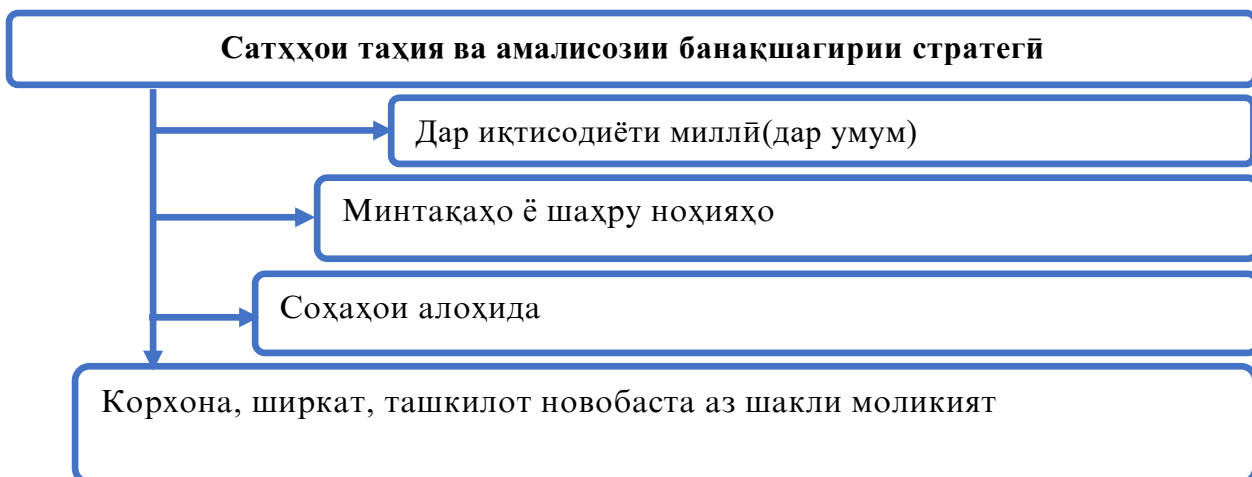 Сатҳҳои таҳия ва амалисозии банақшагирии стратегӣ
Дар иқтисодиёти миллӣ(дар умум)
Минтақаҳо ё шаҳру ноҳияҳо
Соҳаҳои алоҳида
Корхона, ширкат, ташкилот новобаста аз шакли моликият